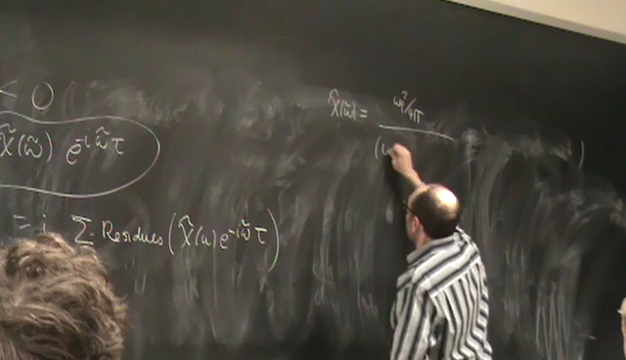 < 0
χ̃(ω̃) e^{-iω̃τ}
= i Σ Residues(χ̃(ω) e^{-iω̃τ})
χ̃(ω̃) = ω²/4π
(